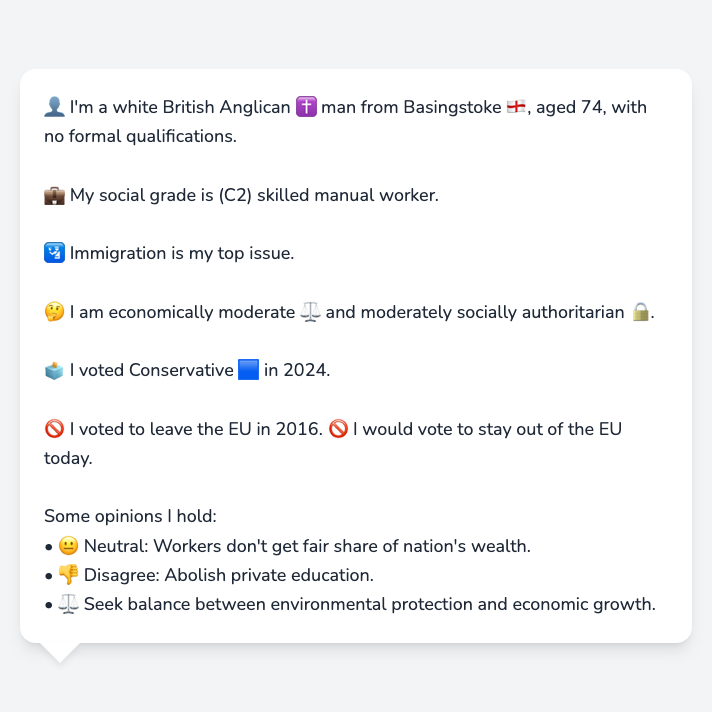 👤 I'm a white British Anglican ✝️ man from Basingstoke 🏴󠁧󠁢󠁥󠁮󠁧󠁿, aged 74, with
no formal qualifications.
💼 My social grade is (C2) skilled manual worker.
🛂 Immigration is my top issue.
🤔 I am economically moderate ⚖️ and moderately socially authoritarian 🔒.
🗳️ I voted Conservative 🟦 in 2024.
🚫 I voted to leave the EU in 2016. 🚫 I would vote to stay out of the EU
today.
Some opinions I hold:
• 😐 Neutral: Workers don't get fair share of nation's wealth.
• 👎 Disagree: Abolish private education.
• ⚖️ Seek balance between environmental protection and economic growth.